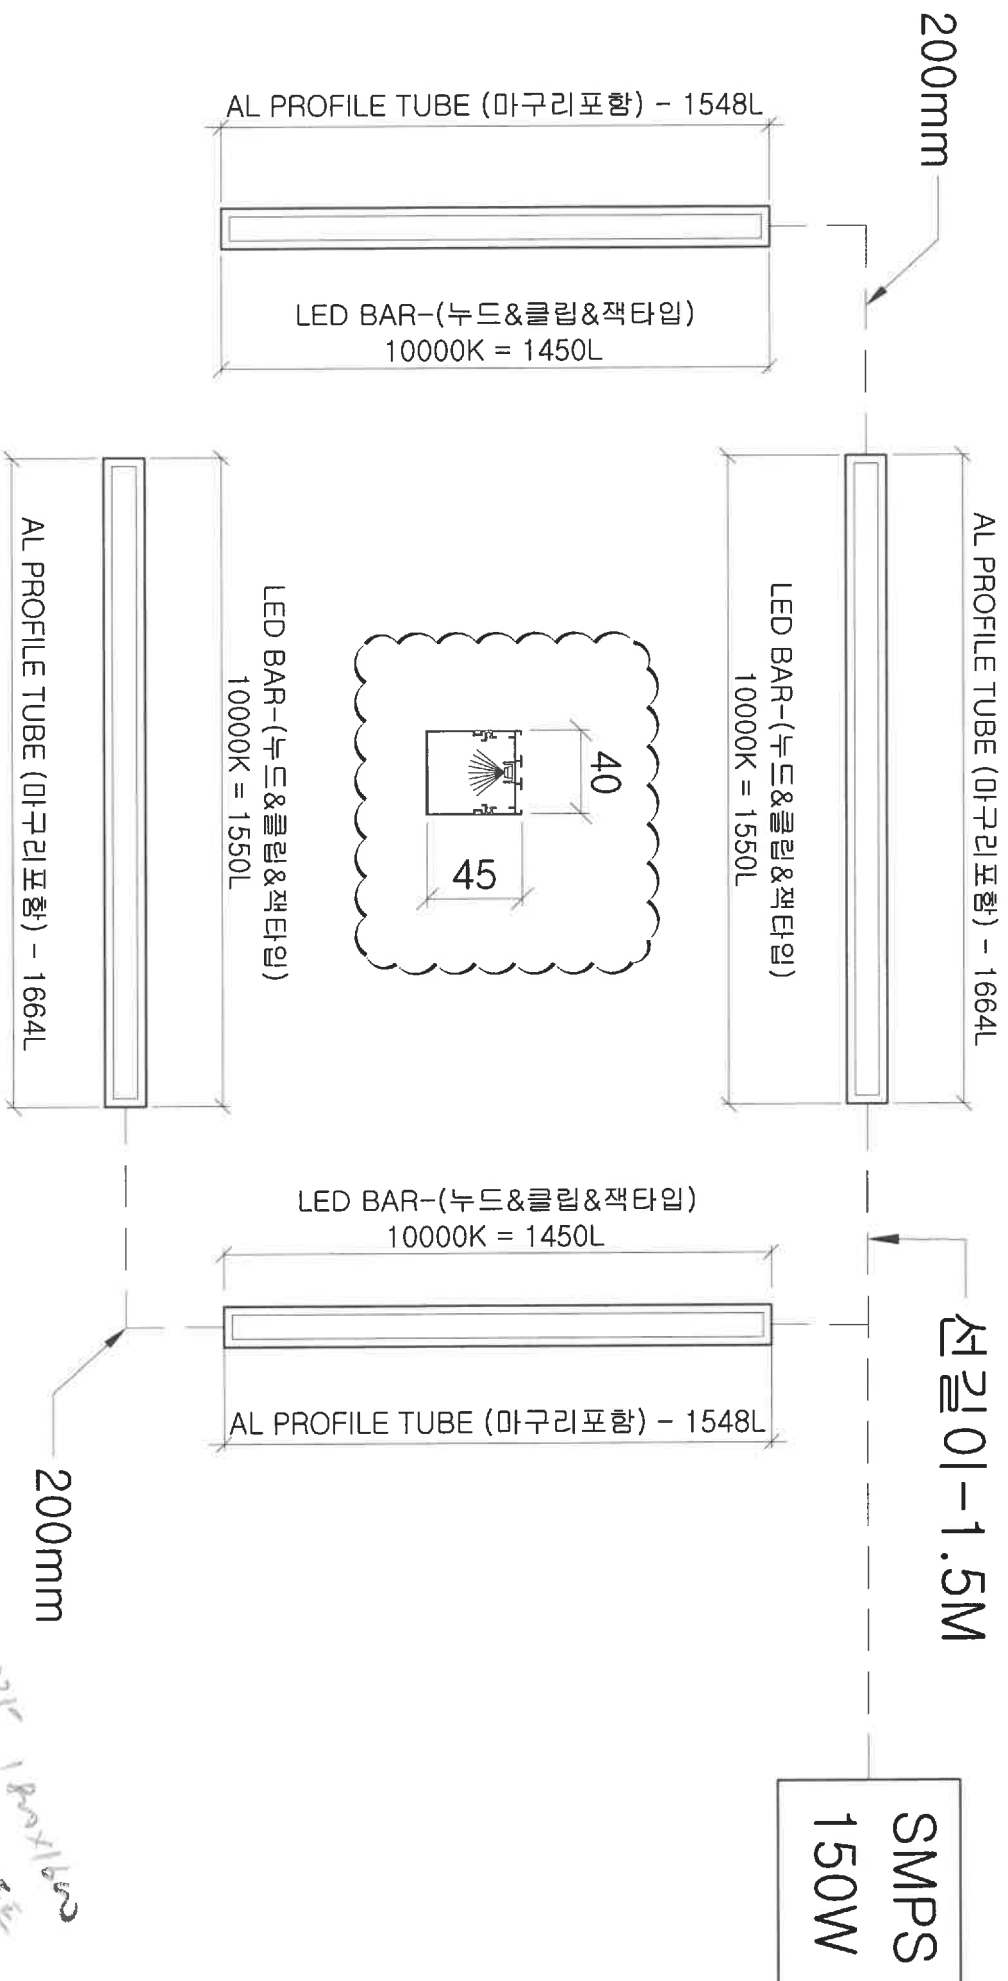 200mm
AL PROFILE TUBE (마구리포함) - 1548L
LED BAR-(누드&클립&잭타입)
10000K = 1450L
AL PROFILE TUBE (마구리포함) - 1664L
LED BAR-(누드&클립&잭타입)
10000K = 1550L
40
45
LED BAR-(누드&클립&잭타입)
10000K = 1550L
AL PROFILE TUBE (마구리포함) - 1664L
선길이-1.5M
LED BAR-(누드&클립&잭타입)
10000K = 1450L
AL PROFILE TUBE (마구리포함) - 1548L
200mm
SMPS
150W
1800x1600